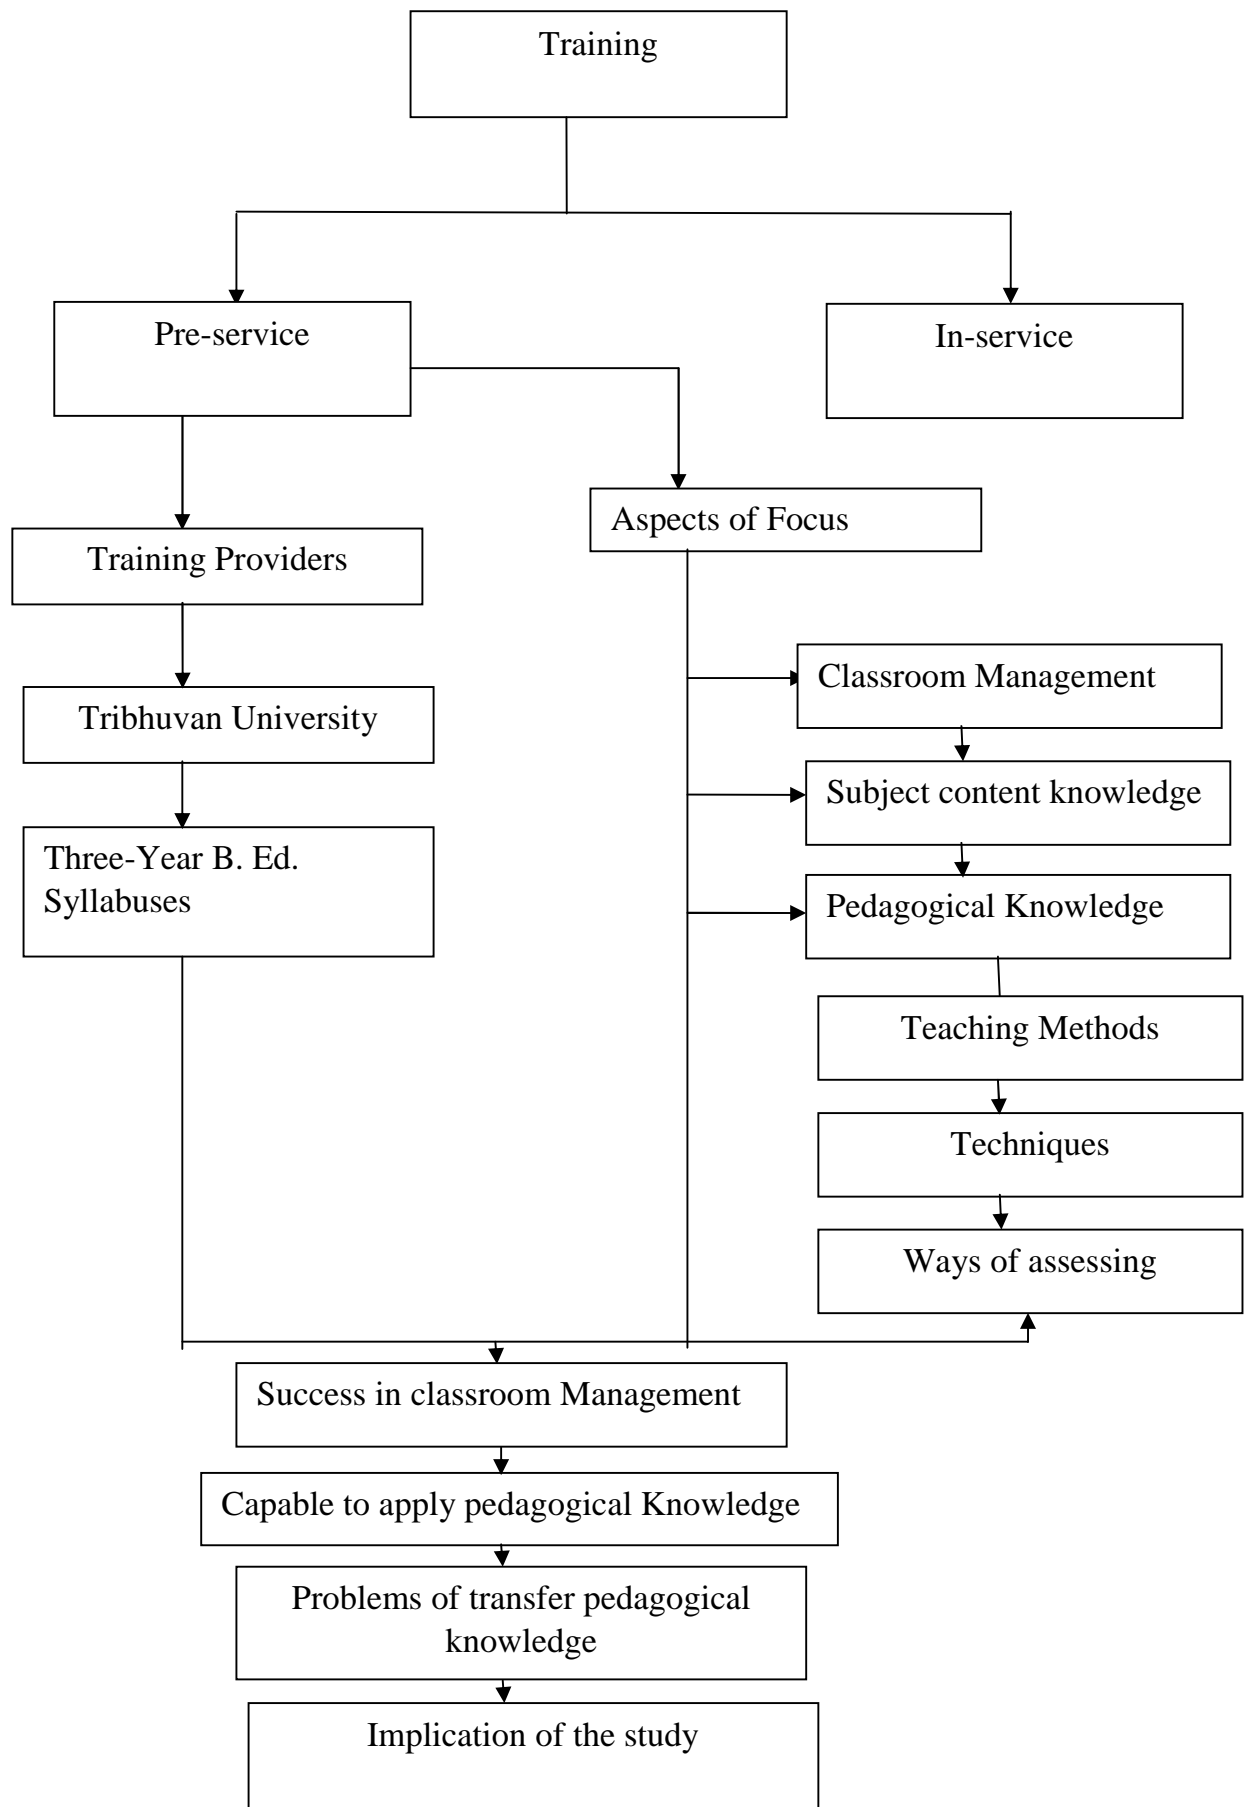 Training
Pre-service
In-service
Aspects of Focus
Training Providers
Classroom Management
Tribhuvan University
Subject content knowledge
Three-Year B. Ed.
Syllabuses
Pedagogical Knowledge
Teaching Methods
Techniques
Ways of assessing
Success in classroom Management
Capable to apply pedagogical Knowledge
Problems of transfer pedagogical
knowledge
Implication of the study